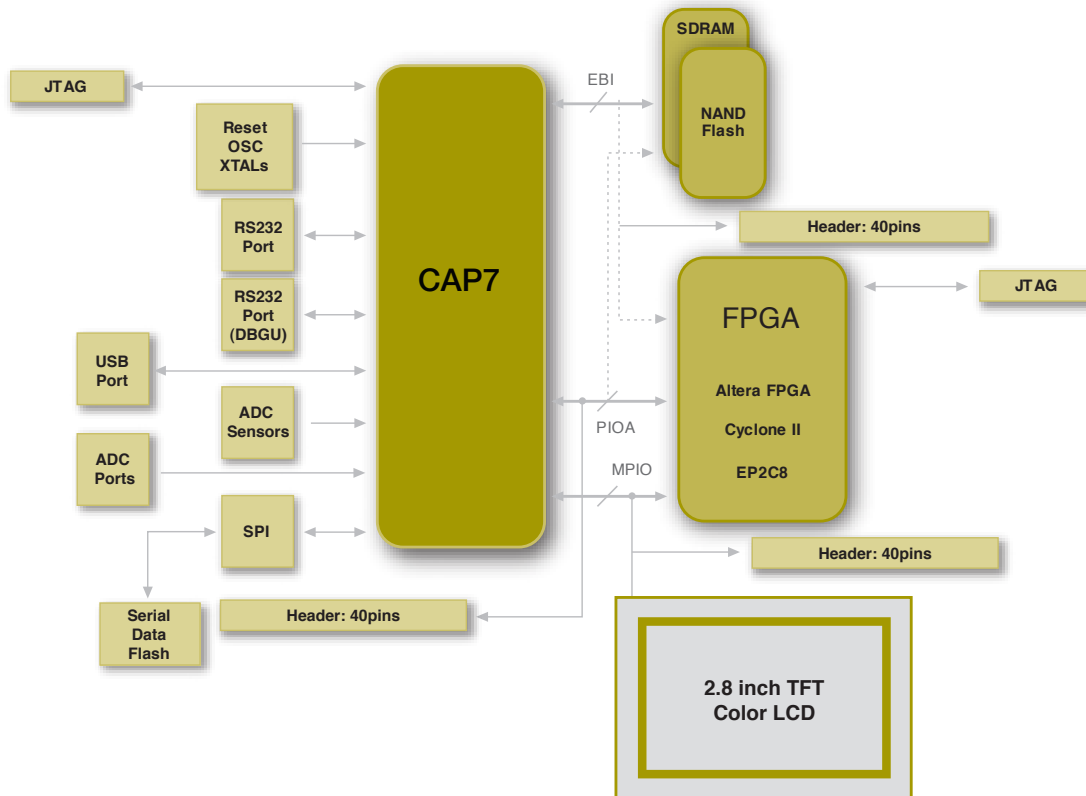 SDRAM
EBI
JTAG
NAND
Flash
Reset
OSC
XTALs
RS232
Port
Header: 40pins
CAP7
JTAG
RS232
Port
(DBGU)
FPGA
USB
Port
Altera FPGA
ADC
Sensors
PIOA
Cyclone II
ADC
Ports
MPIO
EP2C8
SPI
Header: 40pins
Serial
Data
Flash
Header: 40pins
2.8 inch TFT
Color LCD